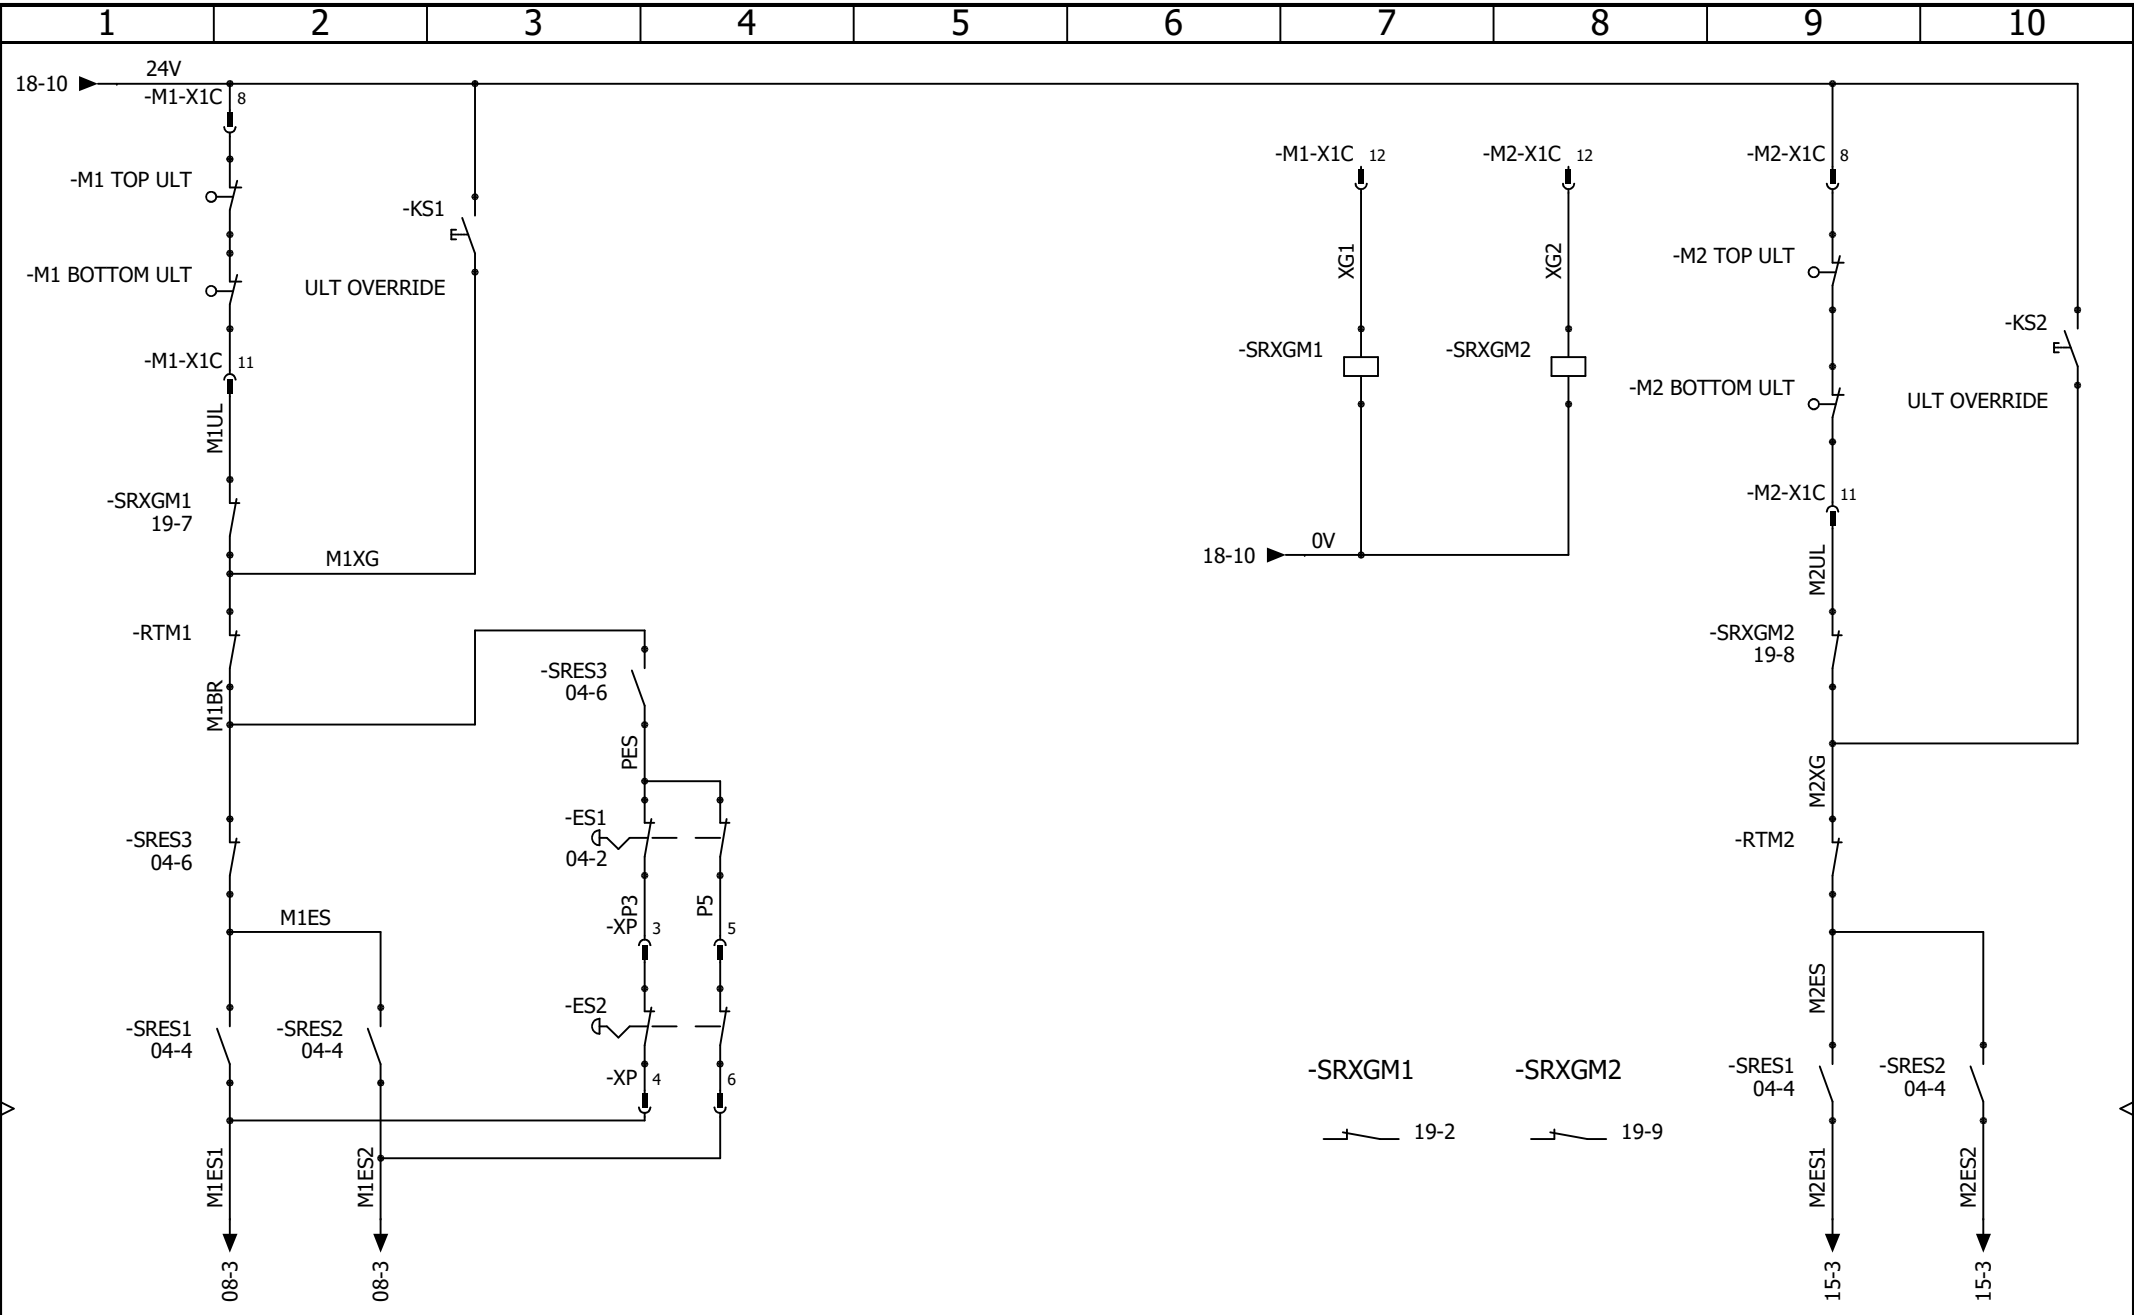 1 2 3 4 5 6 7 8 9 10
24V
18-10
-M1-X1C 8
-M1 TOP ULT
-KS1
-M1 BOTTOM ULT
ULT OVERRIDE
-M1-X1C 11
M1UL
-SRXGM1
19-7
M1XG
-RTM1
M1BR
-SRES3
04-6
M1ES
-SRES1
04-4
-SRES2
04-4
M1ES1
M1ES2
08-3
08-3
-SRES3
04-6
PES
-ES1
04-2
P3
P5
-XP 3
5
-ES2
-XP 4
6
-M1-X1C 12
-M2-X1C 12
XG1
XG2
-SRXGM1
-SRXGM2
0V
18-10
-SRXGM1
-SRXGM2
19-2
19-9
-M2-X1C 8
-M2 TOP ULT
-KS2
-M2 BOTTOM ULT
ULT OVERRIDE
-M2-X1C 11
M2UL
-SRXGM2
19-8
M2XG
-RTM2
M2ES
-SRES1
04-4
-SRES2
04-4
M2ES1
M2ES2
15-3
15-3